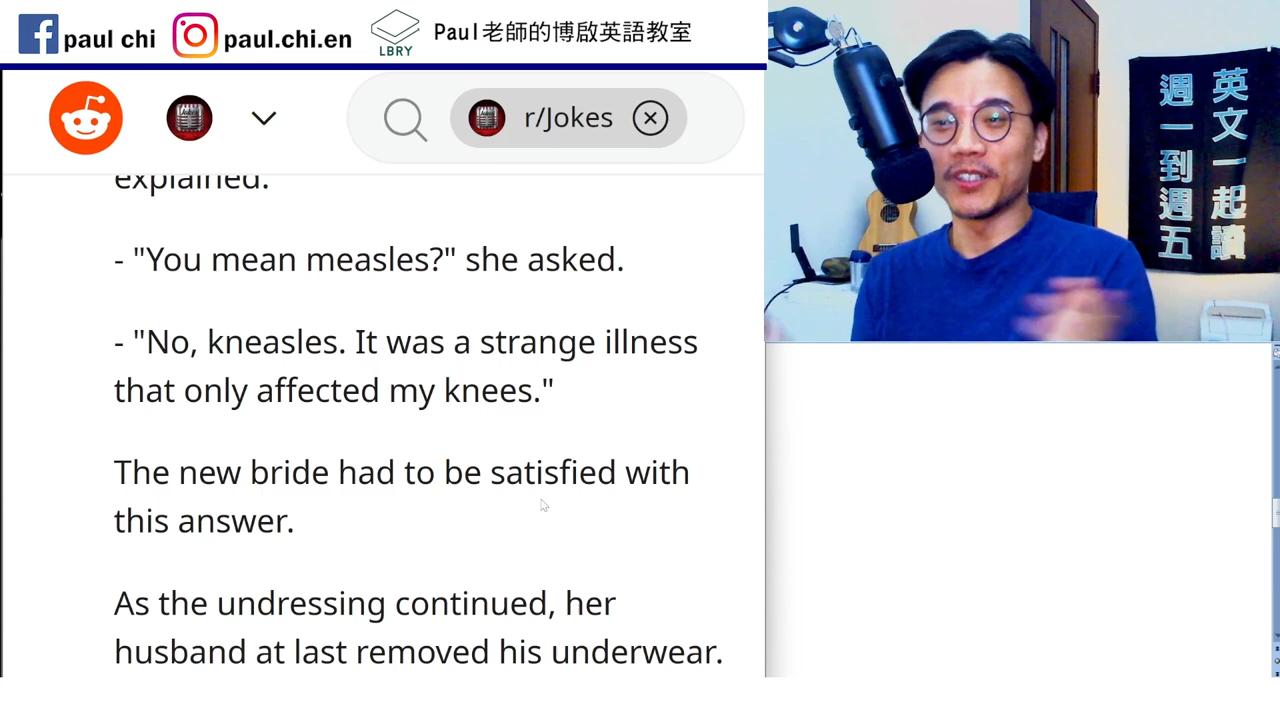 paul chi
paul.chi.en
LBRY
Paul老師的博啟英語教室
r/Jokes
explained.
- "You mean measles?" she asked.
- "No, kneasles. It was a strange illness
that only affected my knees."
The new bride had to be satisfied with
this answer.
As the undressing continued, her
husband at last removed his underwear.
英文一起讀
週一到週五